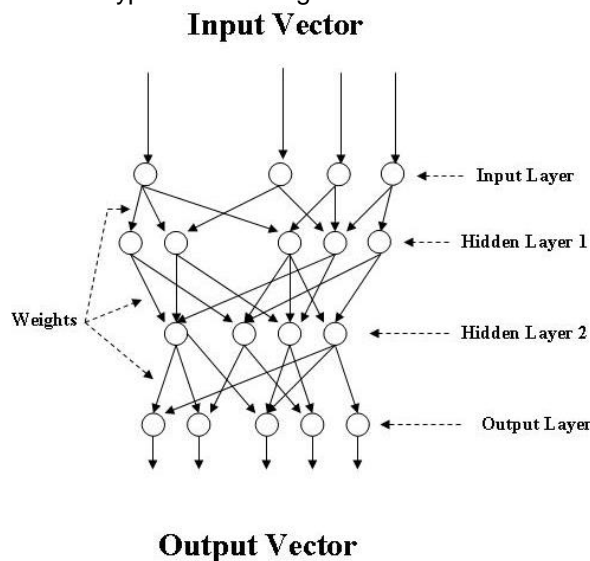 Input Vector
Input Layer
Hidden Layer 1
Weights
Hidden Layer 2
Output Layer
Output Vector